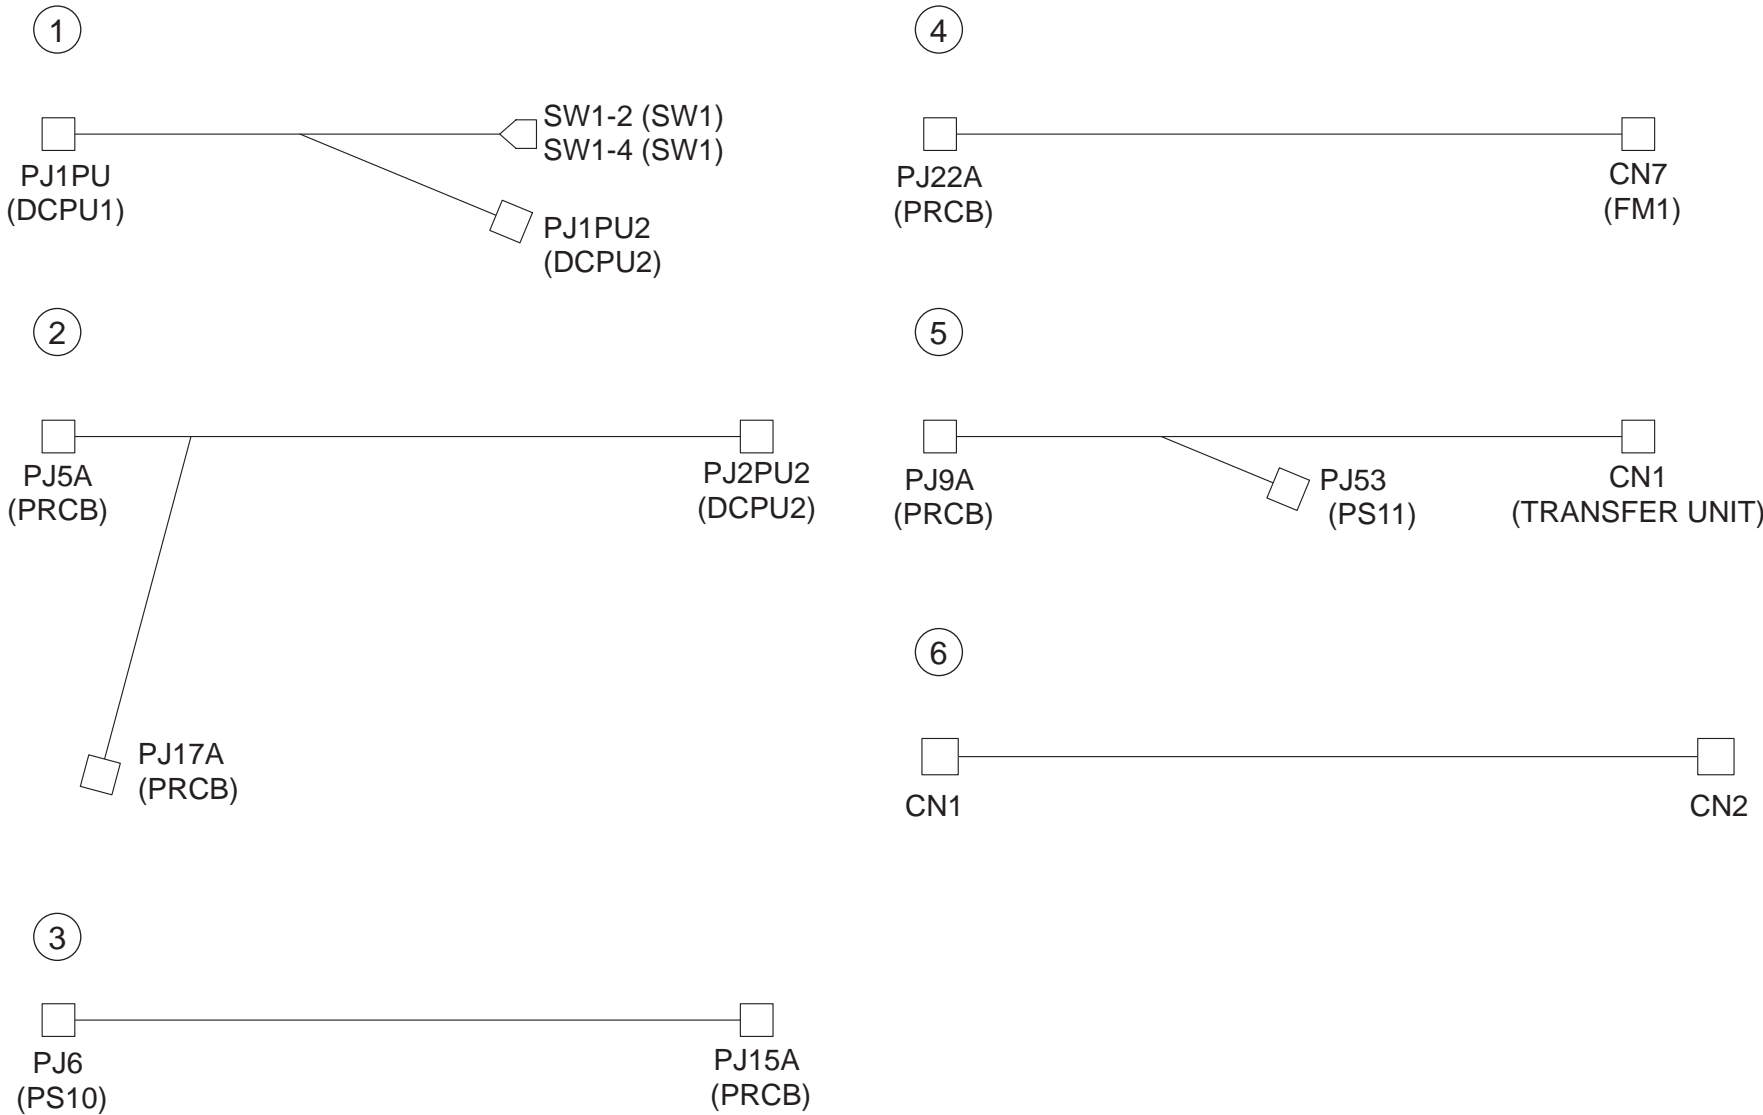 1
SW1-2 (SW1)
SW1-4 (SW1)
PJ1PU
(DCPU1)
PJ1PU2
(DCPU2)
2
PJ5A
(PRCB)
PJ2PU2
(DCPU2)
PJ17A
(PRCB)
3
PJ6
(PS10)
PJ15A
(PRCB)
4
PJ22A
(PRCB)
CN7
(FM1)
5
PJ9A
(PRCB)
PJ53
(PS11)
CN1
(TRANSFER UNIT)
6
CN1
CN2